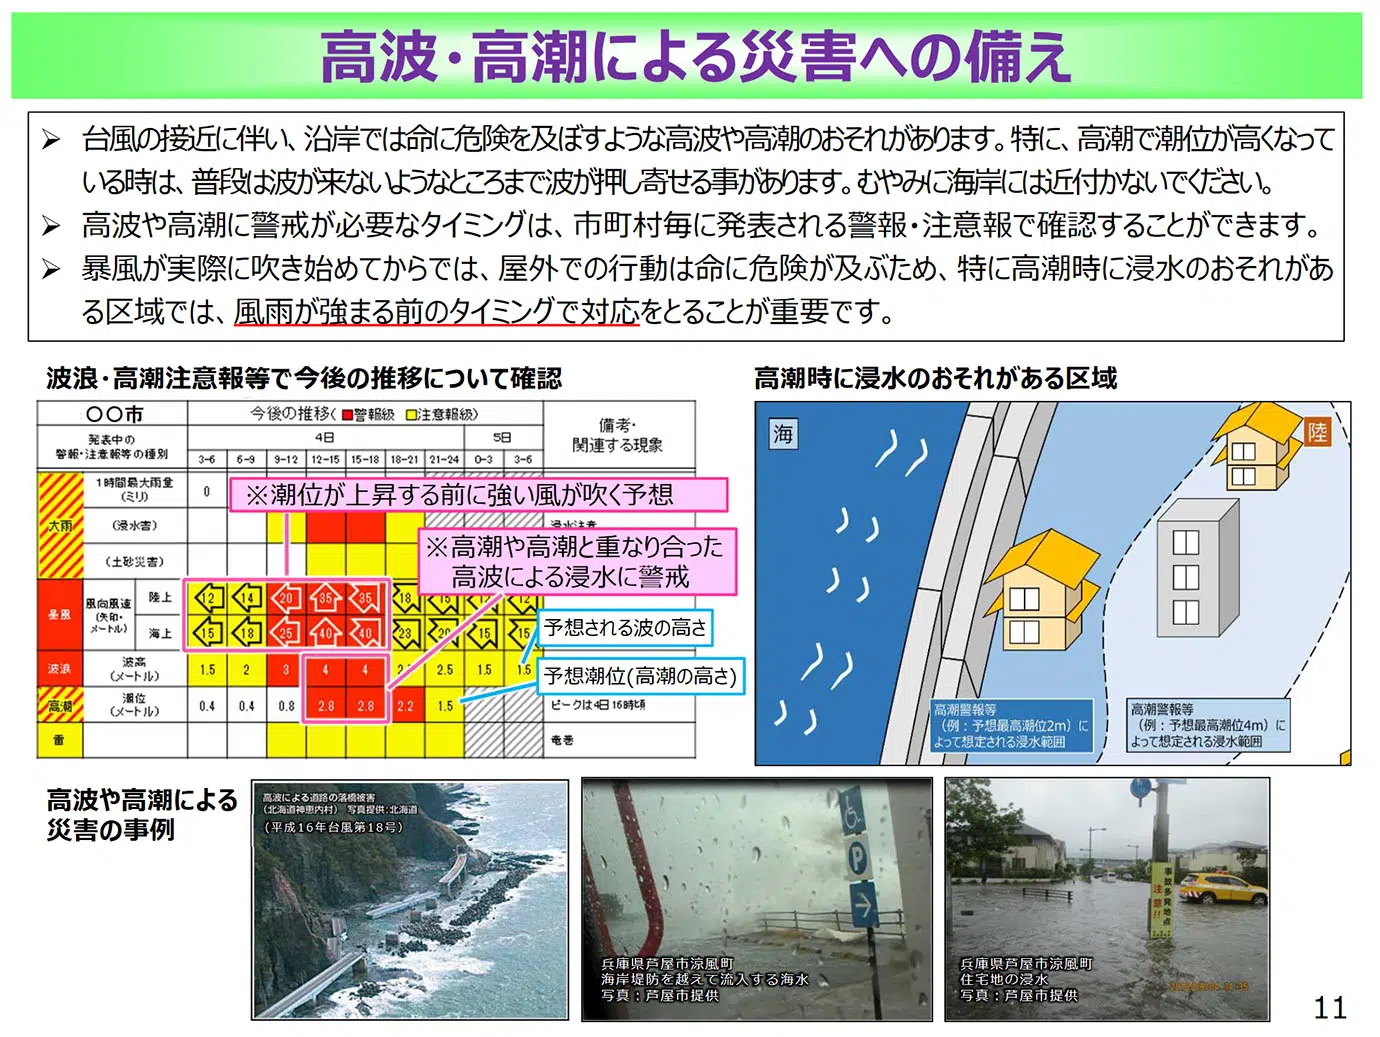 高波・高潮による災害への備え
➢ 台風の接近に伴い、沿岸では命に危険を及ぼすような高波や高潮のおそれがあります。特に、高潮で潮位が高くなって
いる時は、普段は波が来ないようなところまで波が押し寄せる事があります。むやみに海岸には近付かないでください。
➢ 高波や高潮に警戒が必要なタイミングは、市町村毎に発表される警報・注意報で確認することができます。
➢ 暴風が実際に吹き始めてからでは、屋外での行動は命に危険が及ぶため、特に高潮時に浸水のおそれがあ
る区域では、風雨が強まる前のタイミングで対応をとることが重要です。
波浪・高潮注意報等で今後の推移について確認
〇〇市
今後の推移(■警報級 □注意報級)
備考・
関連する現象
発表中の
警報・注意報等の種別
4日
5日
3-6 6-9 9-12 12-15 15-18 18-21 21-24 0-3 3-6
大雨
1時間最大雨量
(ミリ)
0
※潮位が上昇する前に強い風が吹く予想
(浸水害)
浸水注意
(土砂災害)
※高潮や高潮と重なり合った
高波による浸水に警戒
暴風
風向風速
(矢印・
メートル)
陸上
12 14 20 35 35 18 15 12 12
海上
15 18 25 40 40 23 20 15 15
予想される波の高さ
波浪
波高
(メートル)
1.5 2 3 4 4 2.5 1.5 1.5
予想潮位(高潮の高さ)
高潮
潮位
(メートル)
0.4 0.4 0.8 2.8 2.8 2.2 1.5
ピークは4日16時頃
雷
竜巻
高潮時に浸水のおそれがある区域
海
陸
高潮警報等
(例：予想最高潮位2m)に
よって想定される浸水範囲
高潮警報等
(例：予想最高潮位4m)に
よって想定される浸水範囲
高波や高潮による
災害の事例
高波による道路の落橋被害
(北海道神恵内村) 写真提供:北海道
(平成16年台風第18号)
P
兵庫県芦屋市涼風町
海岸堤防を越えて流入する海水
写真：芦屋市提供
事故多発地点
注意!!
兵庫県芦屋市涼風町
住宅地の浸水
写真：芦屋市提供
11